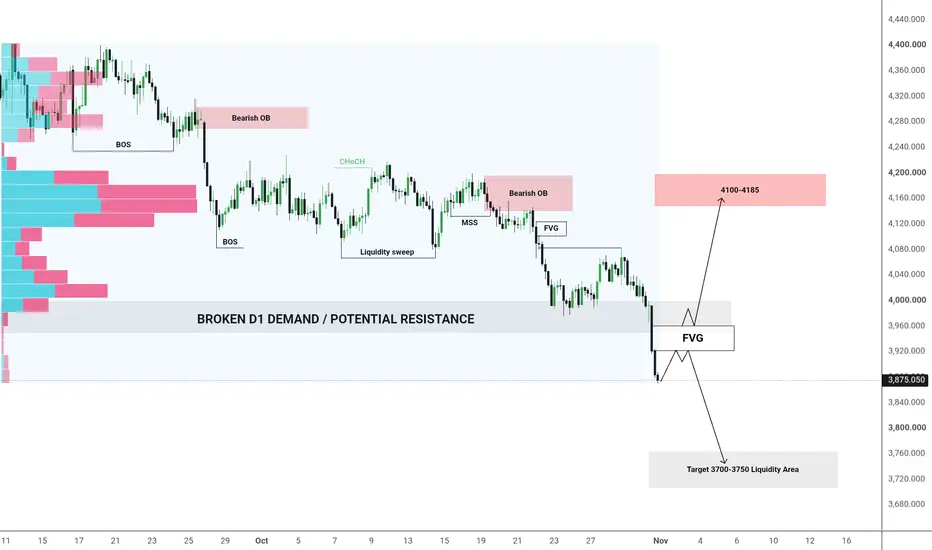 4,440.000
4,400.000
4,360.000
4,320.000
4,280.000
4,240.000
4,200.000
4,160.000
4,120.000
4,080.000
4,040.000
4,000.000
3,960.000
3,920.000
3,875.050
3,840.000
3,800.000
3,760.000
3,720.000
3,680.000
Bearish OB
BOS
CHoCH
4100-4185
Bearish OB
MSS
FVG
BOS
Liquidity sweep
BROKEN D1 DEMAND / POTENTIAL RESISTANCE
FVG
Target 3700-3750 Liquidity Area
11 15 17 21 23 25 29 Oct 5 7 9 13 15 17 19 21 23 27 Nov 4 6 10 12 16